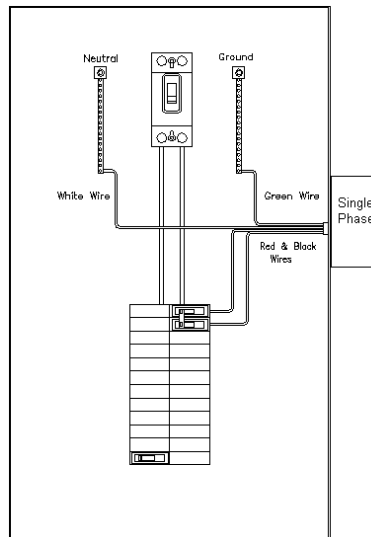 Neutral
Ground
White Wire
Green Wire
Single
Phase
Red & Black
Wires